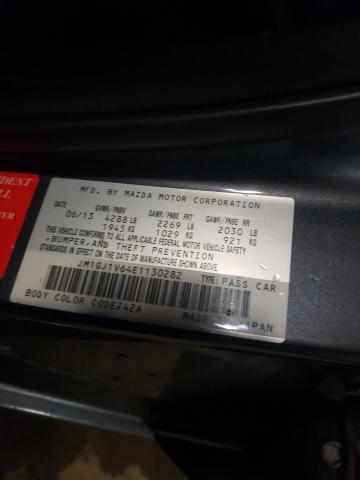 DENT
LL
ER
MFD. BY MAZDA MOTOR CORPORATION
DATE GVWR/PNBV GAWR/PNBE FRT GAWR/PNBE RR
06/13 4288 LB 2269 LB 2030 LB
1945 KG 1029 KG 921 KG
THIS VEHICLE CONFORMS TO ALL APPLICABLE FEDERAL MOTOR VEHICLE SAFETY
,BUMPER,AND THEFT PREVENTION
STANDARDS IN EFFECT ON THE DATE OF MANUFACTURE SHOWN ABOVE.
JM1GJ1V64E1130282 TYPE: PASS CAR
BODY COLOR CODE:42A